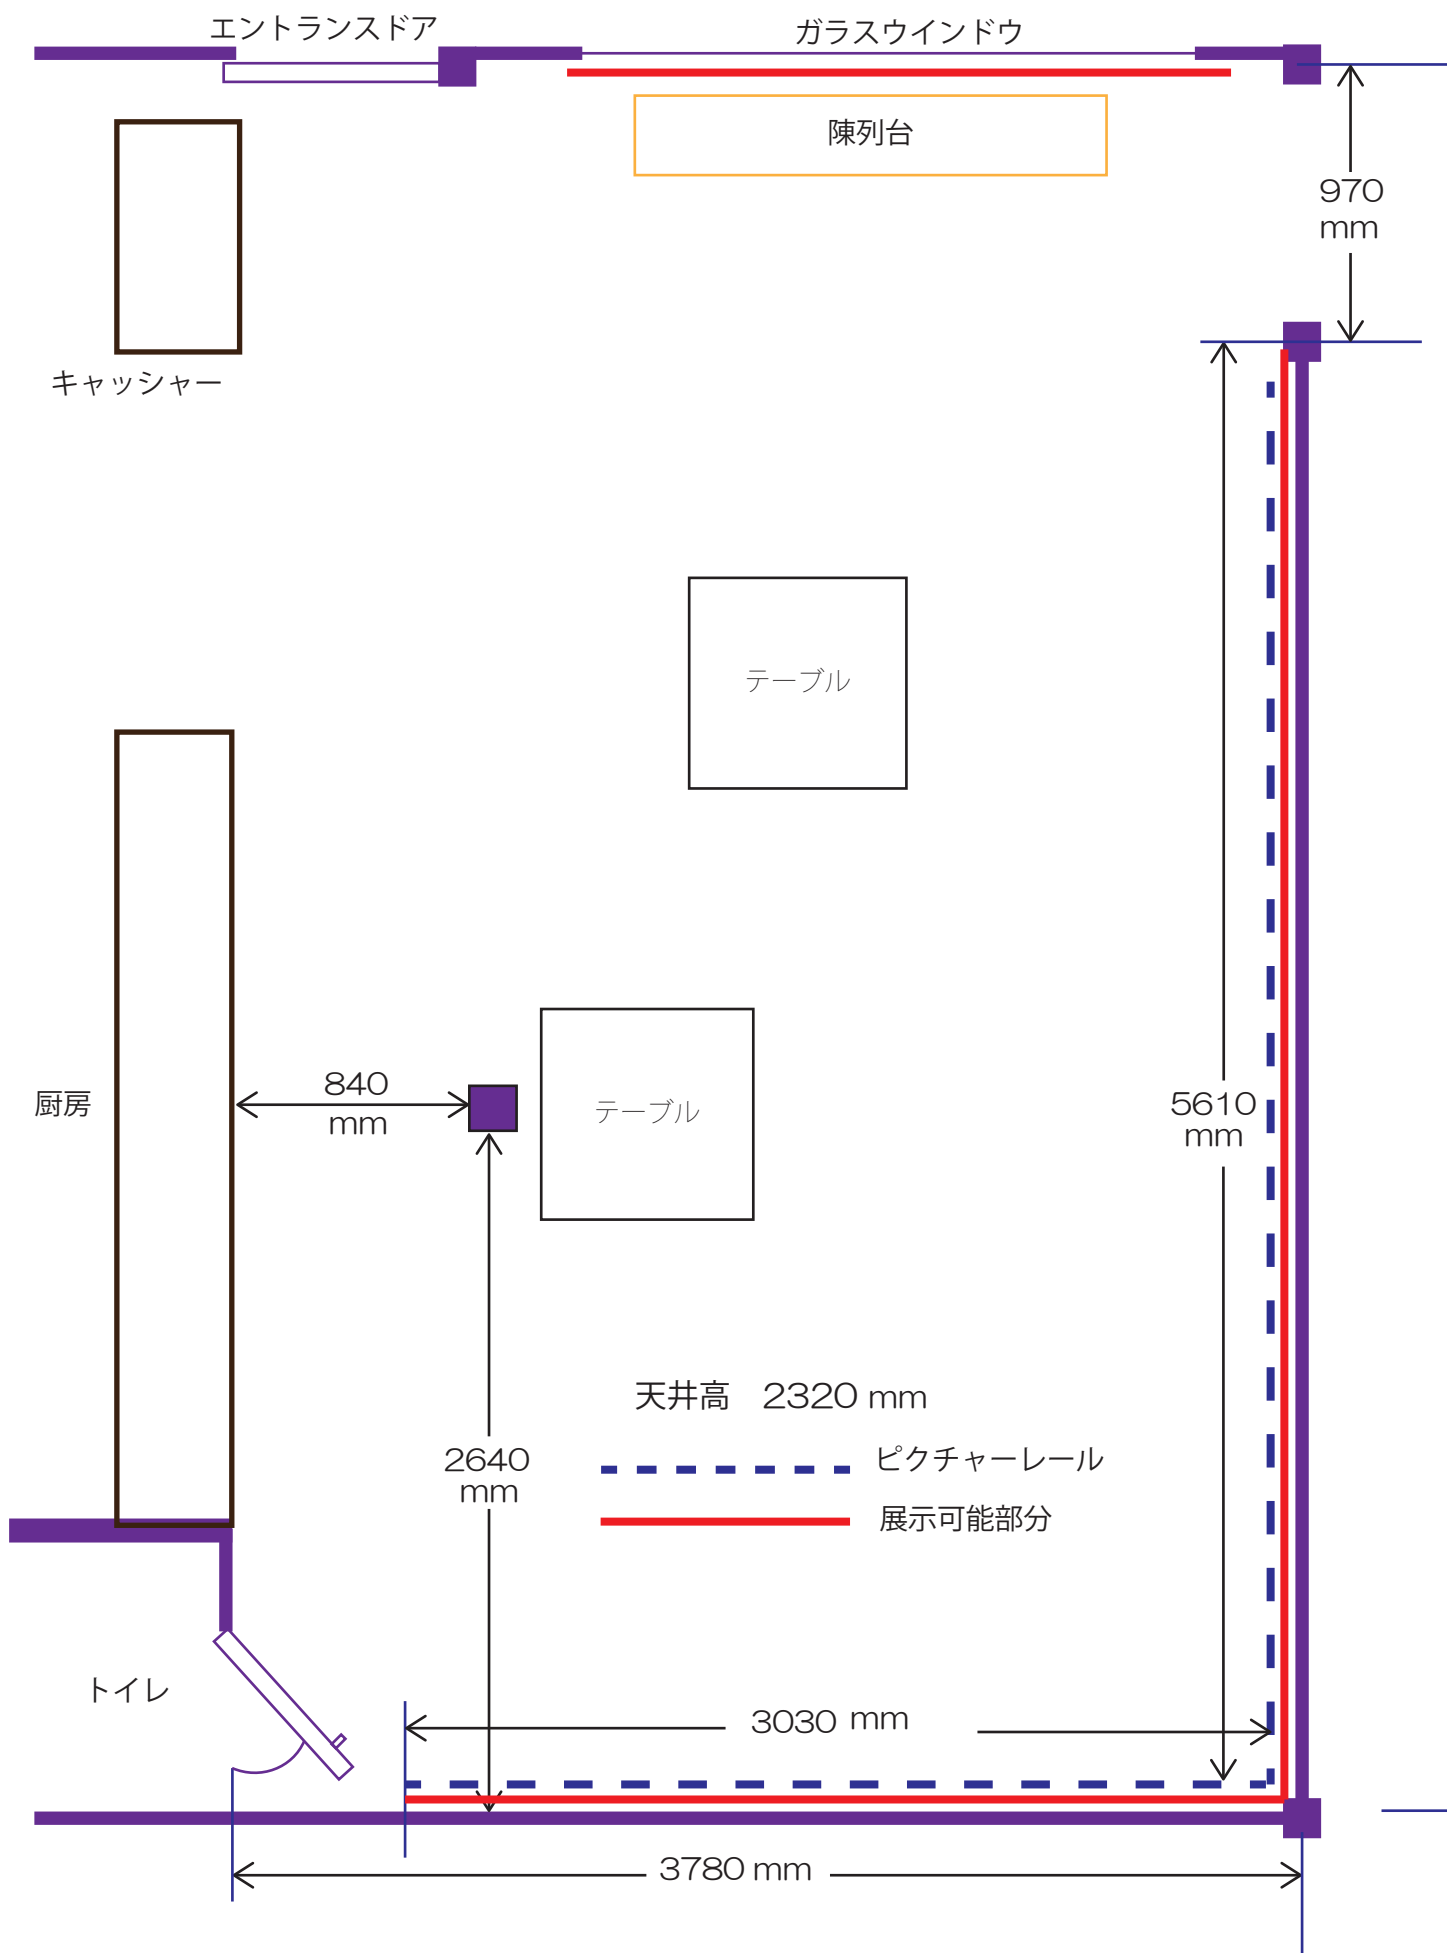 エントランスドア
ガラスウインドウ
陳列台
970
mm
キャッシャー
テーブル
厨房
840
mm
テーブル
5610
mm
天井高　2320 mm
ピクチャーレール
2640
mm
展示可能部分
トイレ
3030 mm
3780 mm